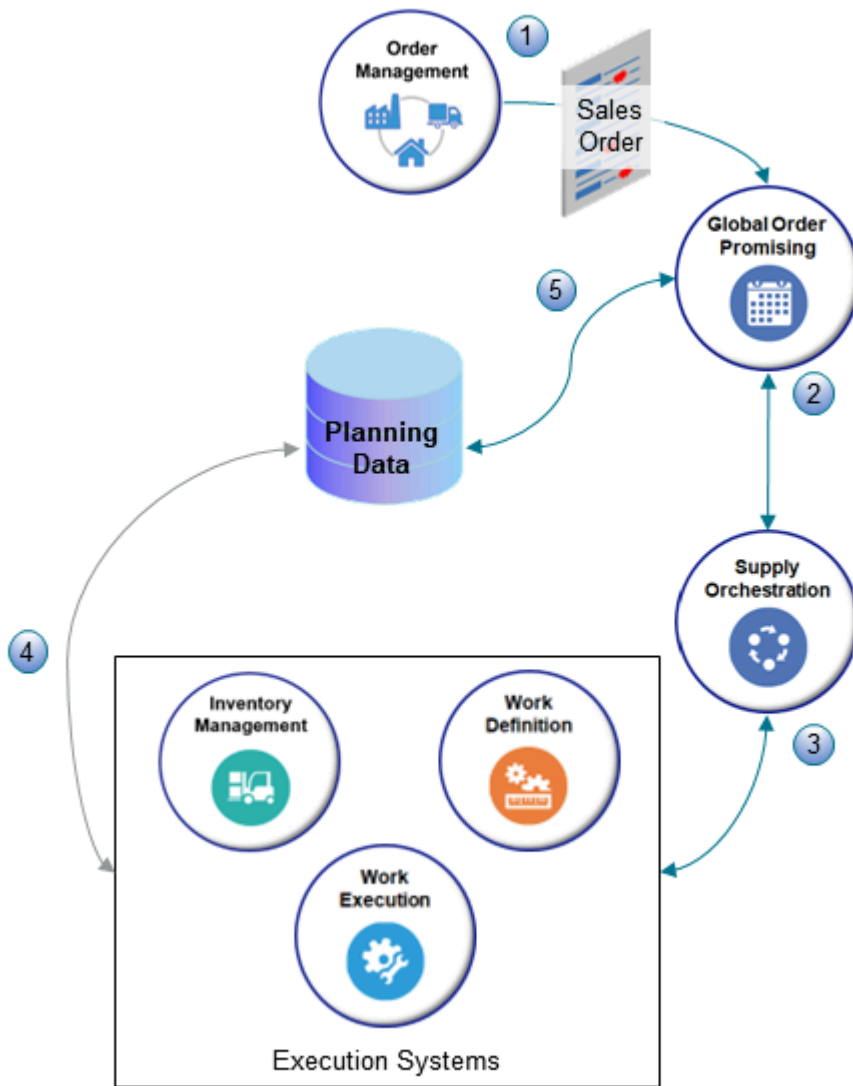 1
Order
Management
Sales
Order
Global Order
Promising
5
2
Planning
Data
Supply
Orchestration
4
Inventory
Management
Work
Definition
3
Work
Execution
Execution Systems